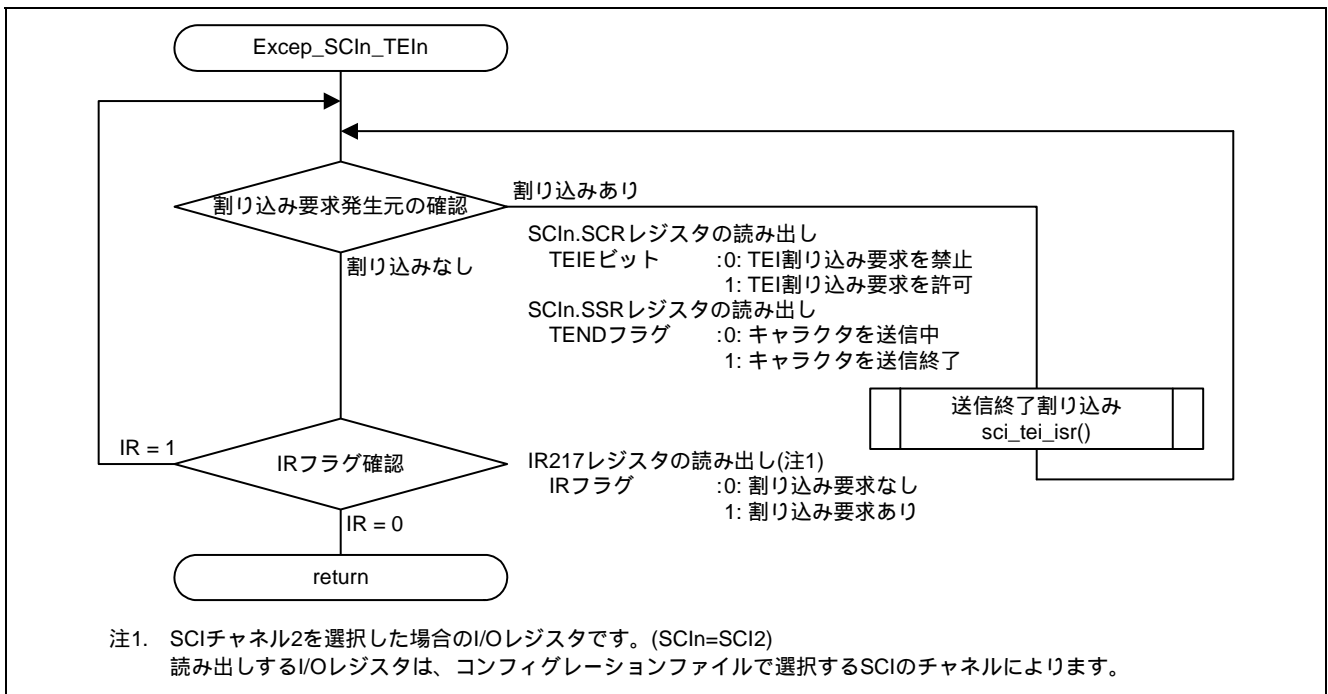 Excep_SCIn_TEIn
割り込み要求発生元の確認
割り込みあり
割り込みなし
SCIn.SCRレジスタの読み出し
TEIEビット :0: TEI割り込み要求を禁止
1: TEI割り込み要求を許可
SCIn.SSRレジスタの読み出し
TENDフラグ :0: キャラクタを送信中
1: キャラクタを送信終了
送信終了割り込み
sci_tei_isr()
IR = 1
IRフラグ確認
IR217レジスタの読み出し(注1)
IRフラグ :0: 割り込み要求なし
1: 割り込み要求あり
IR = 0
return
注1. SCIチャネル2を選択した場合のI/Oレジスタです。(SCIn=SCI2)
読み出しするI/Oレジスタは、コンフィグレーションファイルで選択するSCIのチャネルによります。